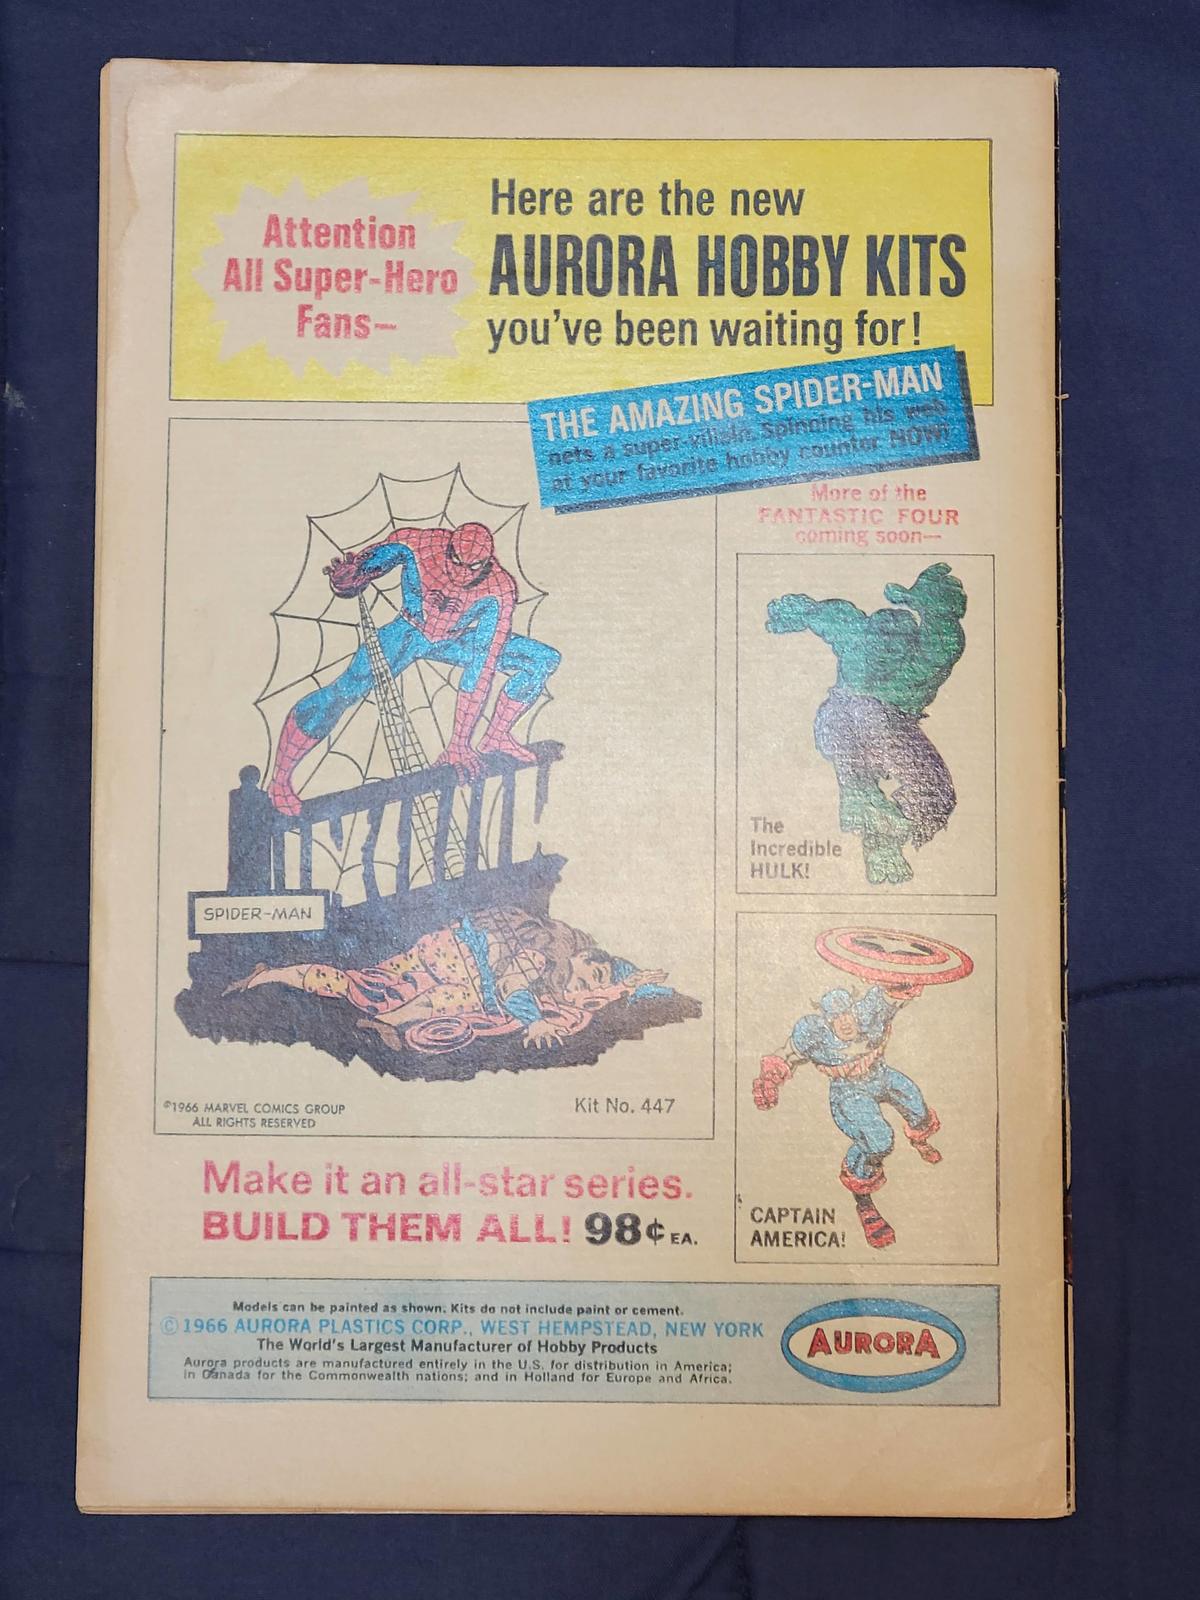 Attention
All Super-Hero
Fans—
Here are the new
AURORA HOBBY KITS
you've been waiting for!
THE AMAZING SPIDER-MAN
nets a super-villain. Spinning his web
at your favorite hobby counter NOW!
More of the
FANTASTIC FOUR
coming soon—
The
Incredible
HULK!
SPIDER-MAN
©1966 MARVEL COMICS GROUP
ALL RIGHTS RESERVED
Kit No. 447
CAPTAIN
AMERICA!
Make it an all-star series.
BUILD THEM ALL! 98¢ EA.
Models can be painted as shown. Kits do not include paint or cement.
© 1966 AURORA PLASTICS CORP., WEST HEMPSTEAD, NEW YORK
The World's Largest Manufacturer of Hobby Products
Aurora products are manufactured entirely in the U.S. for distribution in America;
in Canada for the Commonwealth nations; and in Holland for Europe and Africa.
AURORA